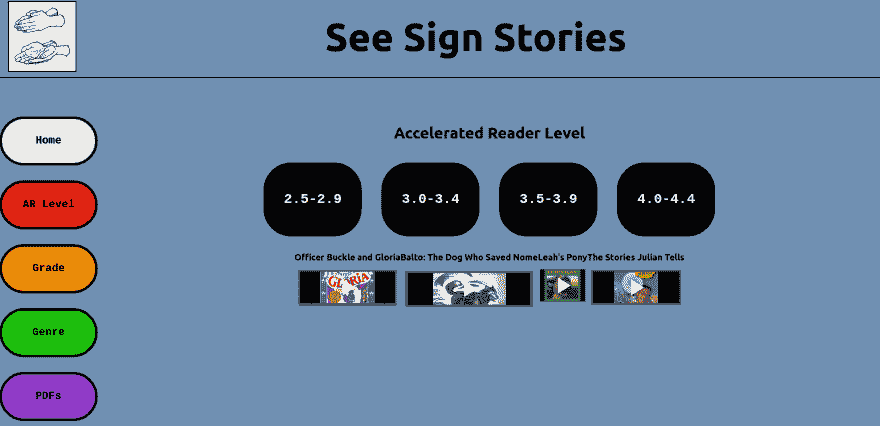 See Sign Stories
Home
AR Level
Grade
Genre
PDFs
Accelerated Reader Level
2.5-2.9
3.0-3.4
3.5-3.9
4.0-4.4
Officer Buckle and GloriaBalto: The Dog Who Saved NomeLeah's PonyThe Stories Julian Tells
GLORIA